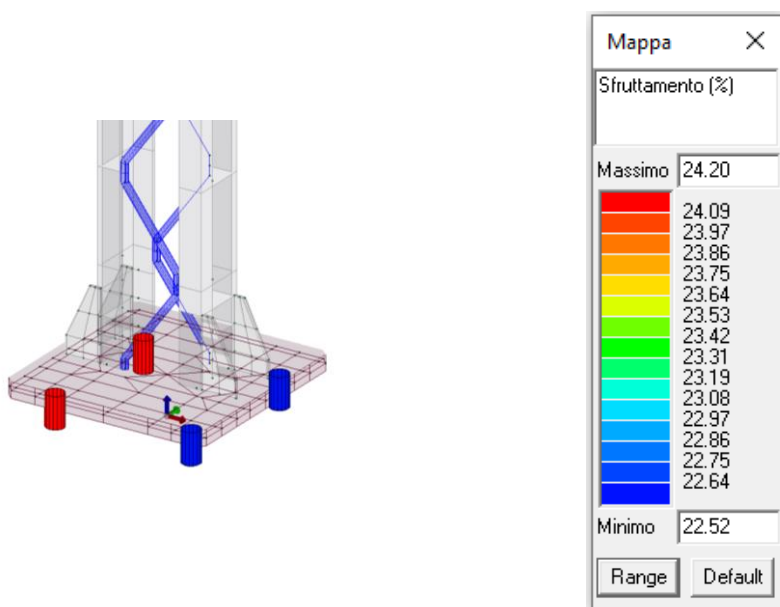 Mappa
Sfruttamento (%)
Massimo 24.20
24.09
23.97
23.86
23.75
23.64
23.53
23.42
23.31
23.19
23.08
22.97
22.86
22.75
22.64
Minimo 22.52
Range Default